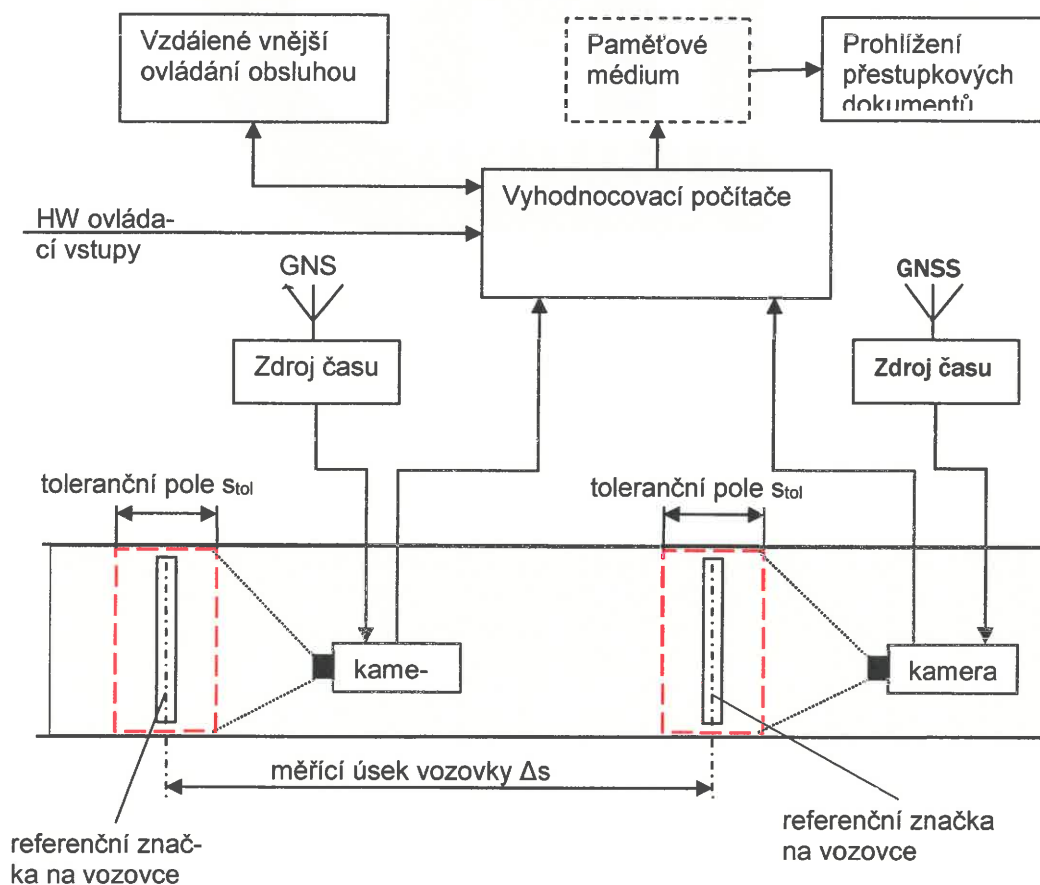 Vzdálené vnější
ovládání obsluhou
Paměťové
médium
Prohlížení
přestupkových
dokumentů
Vyhodnocovací počítače
HW ovláda-
cí vstupy
GNS
GNSS
Zdroj času
Zdroj času
toleranční pole stol
toleranční pole stol
kame-
kamera
měřící úsek vozovky Δs
referenční znač-
ka na vozovce
referenční značka
na vozovce